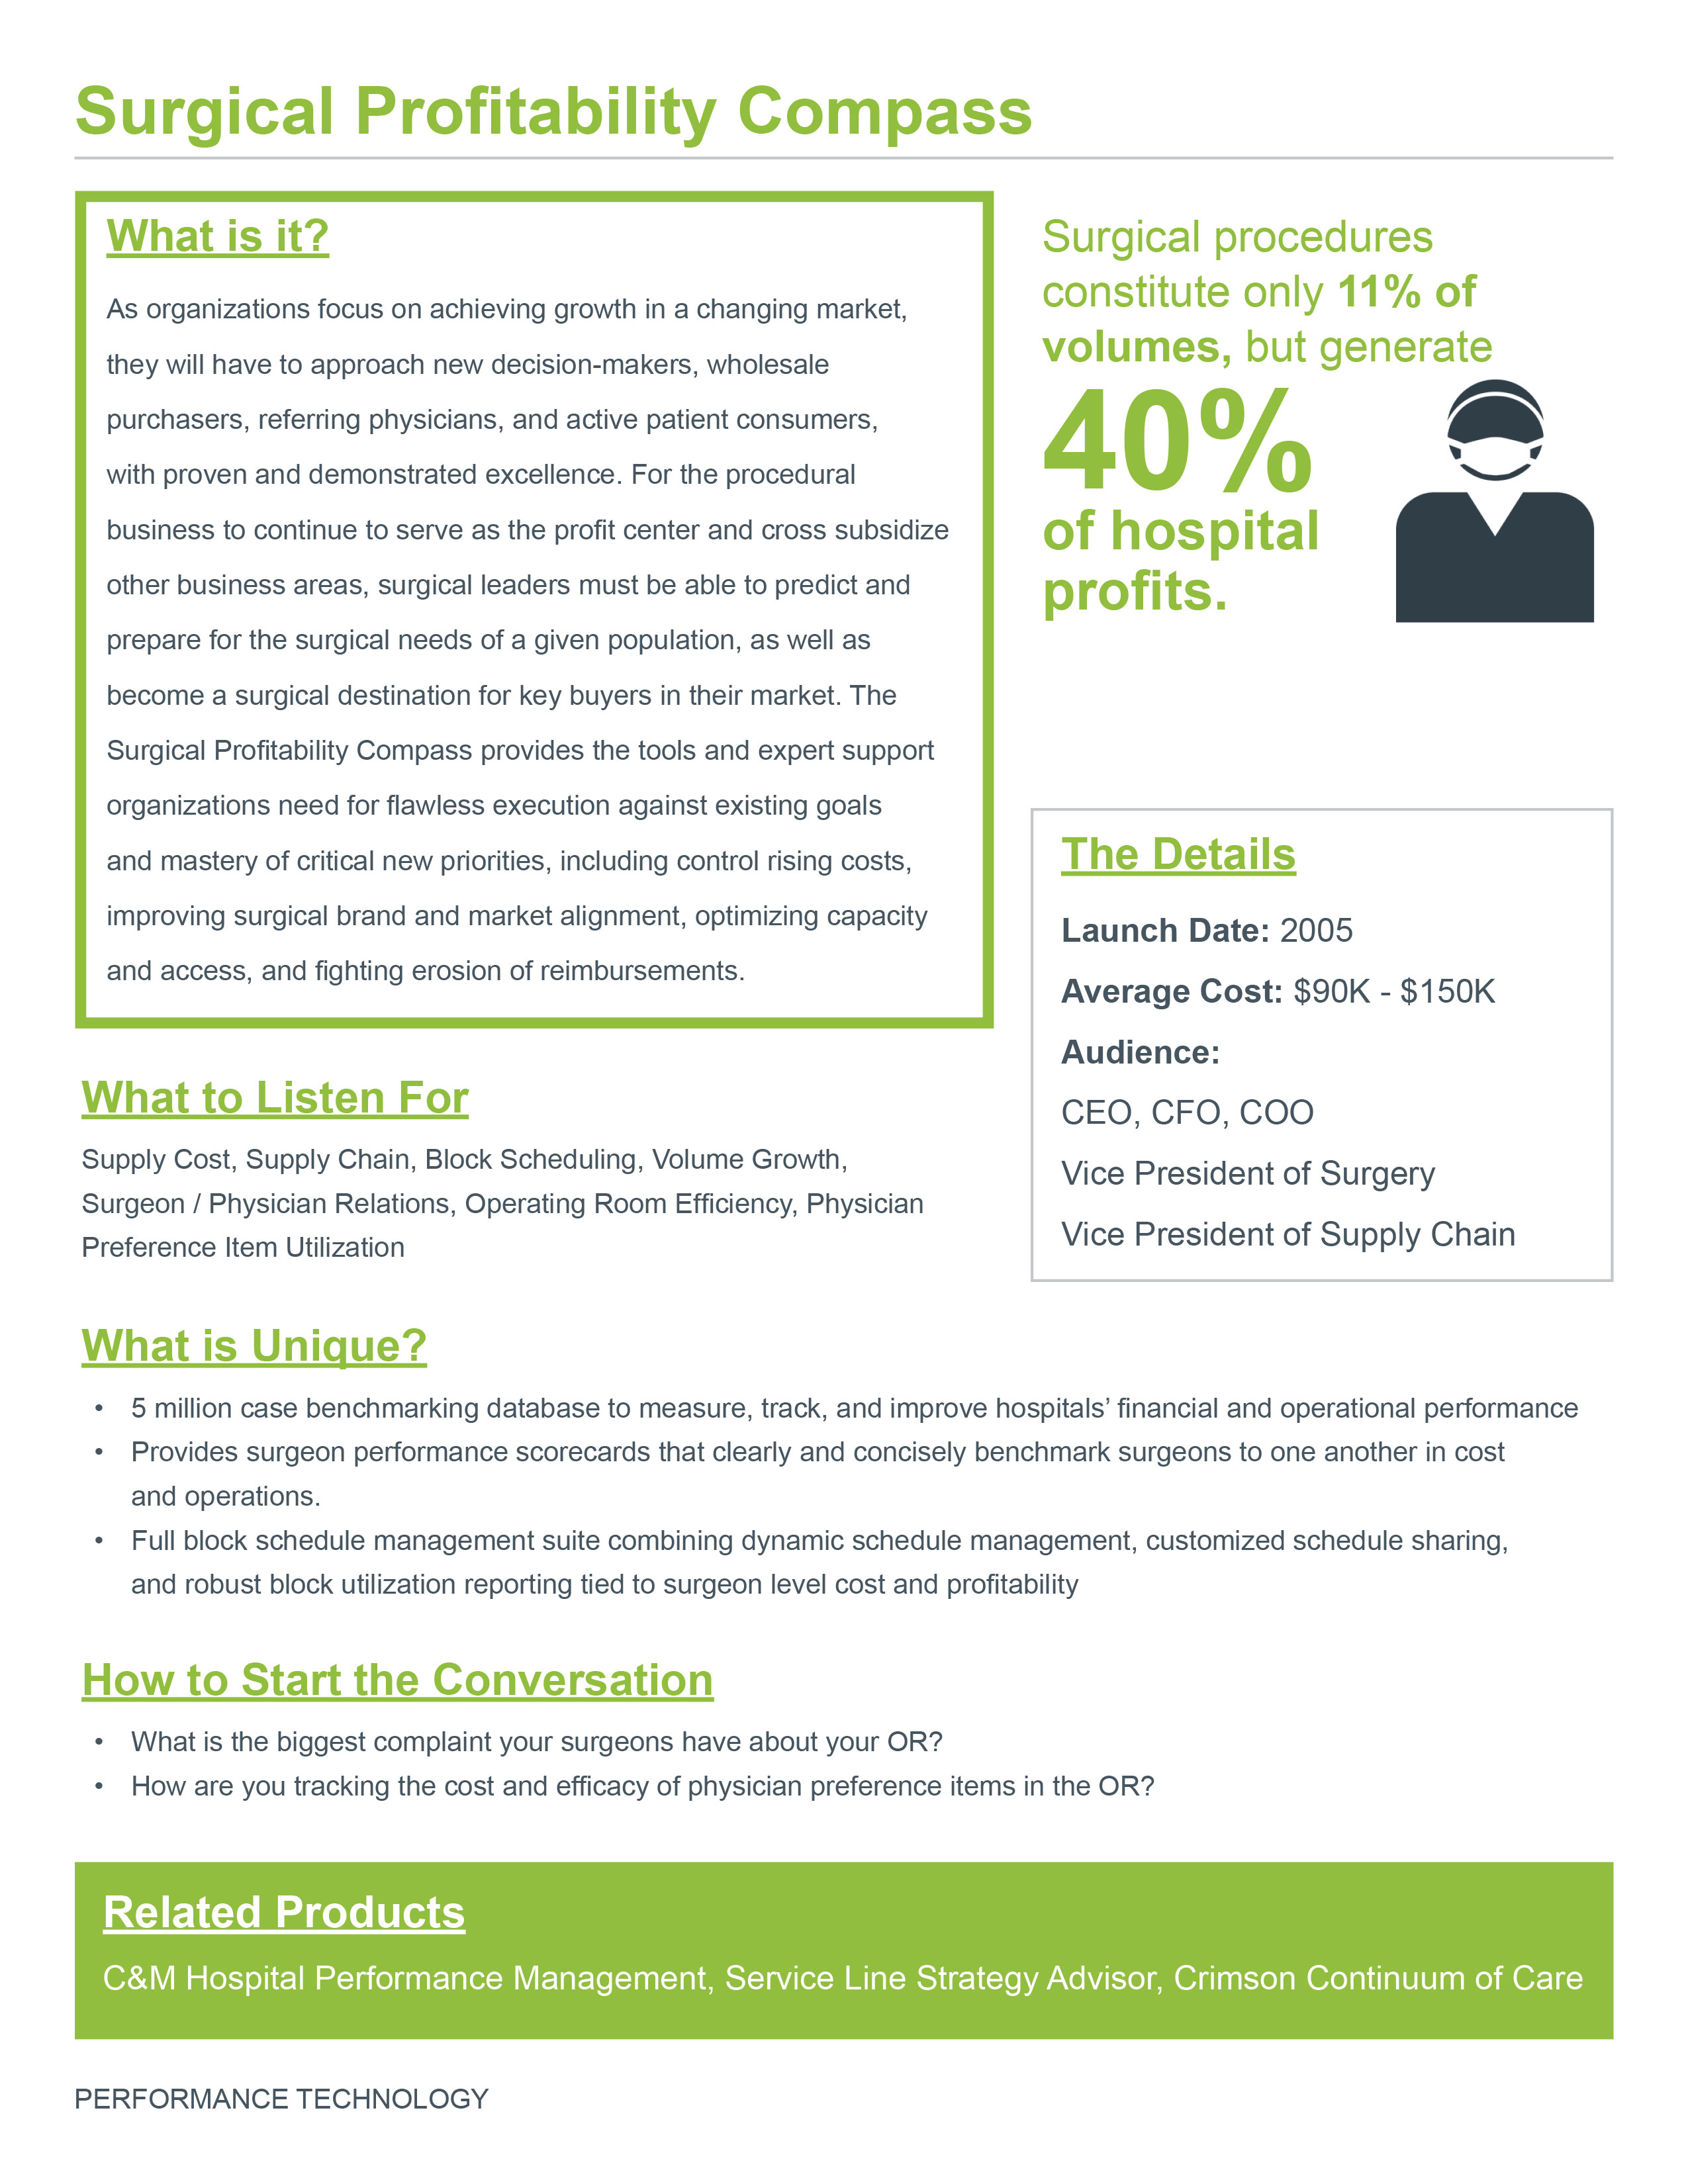 Surgical Profitability Compass
What is it?
As organizations focus on achieving growth in a changing market,
they will have to approach new decision-makers, wholesale
purchasers, referring physicians, and active patient consumers,
with proven and demonstrated excellence. For the procedural
business to continue to serve as the profit center and cross subsidize
other business areas, surgical leaders must be able to predict and
prepare for the surgical needs of a given population, as well as
become a surgical destination for key buyers in their market. The
Surgical Profitability Compass provides the tools and expert support
organizations need for flawless execution against existing goals
and mastery of critical new priorities, including control rising costs,
improving surgical brand and market alignment, optimizing capacity
and access, and fighting erosion of reimbursements.
Surgical procedures
constitute only 11% of
volumes, but generate
40%
of hospital
profits.
The Details
Launch Date: 2005
Average Cost: $90K - $150K
Audience:
CEO, CFO, COO
Vice President of Surgery
Vice President of Supply Chain
What to Listen For
Supply Cost, Supply Chain, Block Scheduling, Volume Growth,
Surgeon / Physician Relations, Operating Room Efficiency, Physician
Preference Item Utilization
What is Unique?
• 5 million case benchmarking database to measure, track, and improve hospitals’ financial and operational performance
• Provides surgeon performance scorecards that clearly and concisely benchmark surgeons to one another in cost
and operations.
• Full block schedule management suite combining dynamic schedule management, customized schedule sharing,
and robust block utilization reporting tied to surgeon level cost and profitability
How to Start the Conversation
• What is the biggest complaint your surgeons have about your OR?
• How are you tracking the cost and efficacy of physician preference items in the OR?
Related Products
C&M Hospital Performance Management, Service Line Strategy Advisor, Crimson Continuum of Care
PERFORMANCE TECHNOLOGY